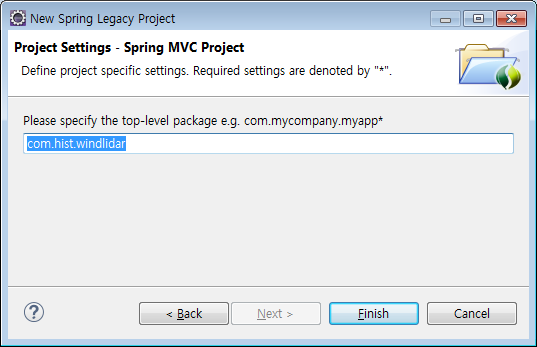 New Spring Legacy Project
Project Settings - Spring MVC Project
Define project specific settings. Required settings are denoted by "*".
Please specify the top-level package e.g. com.mycompany.myapp*
com.hist.windlidar
?
< Back
Next >
Finish
Cancel